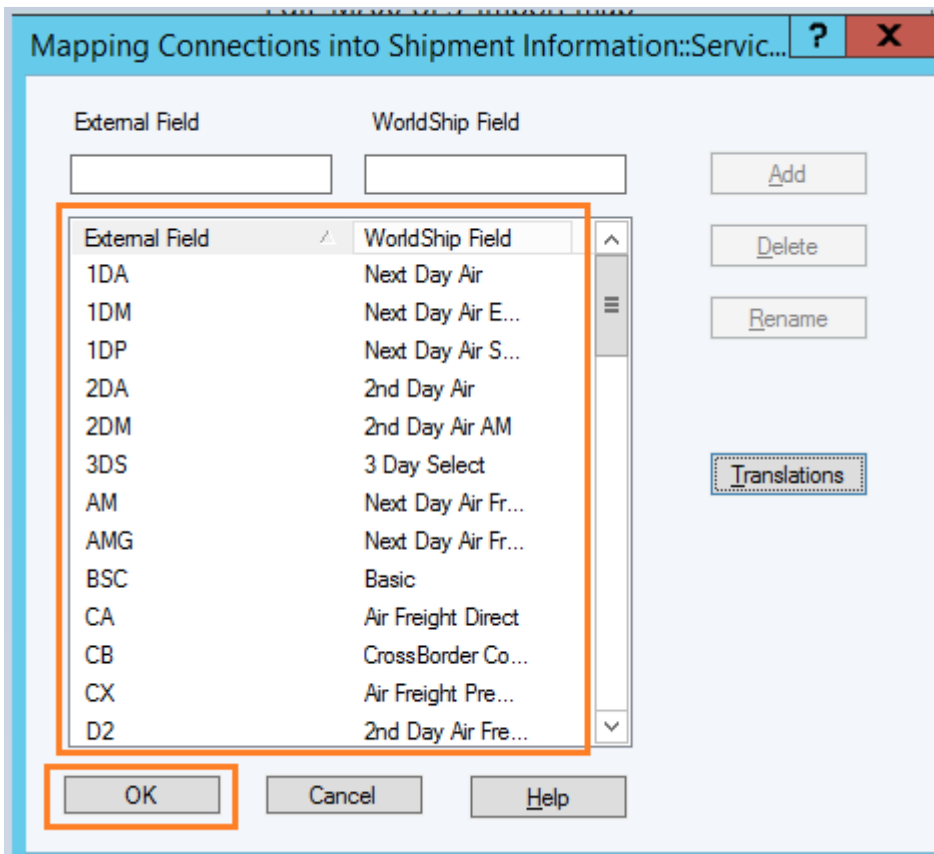 Mapping Connections into Shipment Information::Servic... ? X
External Field WorldShip Field
Add
External Field WorldShip Field
Delete
1DA Next Day Air
1DM Next Day Air E...
Rename
1DP Next Day Air S...
2DA 2nd Day Air
2DM 2nd Day Air AM
3DS 3 Day Select
Translations
AM Next Day Air Fr...
AMG Next Day Air Fr...
BSC Basic
CA Air Freight Direct
CB CrossBorder Co...
CX Air Freight Pre...
D2 2nd Day Air Fre...
OK Cancel Help